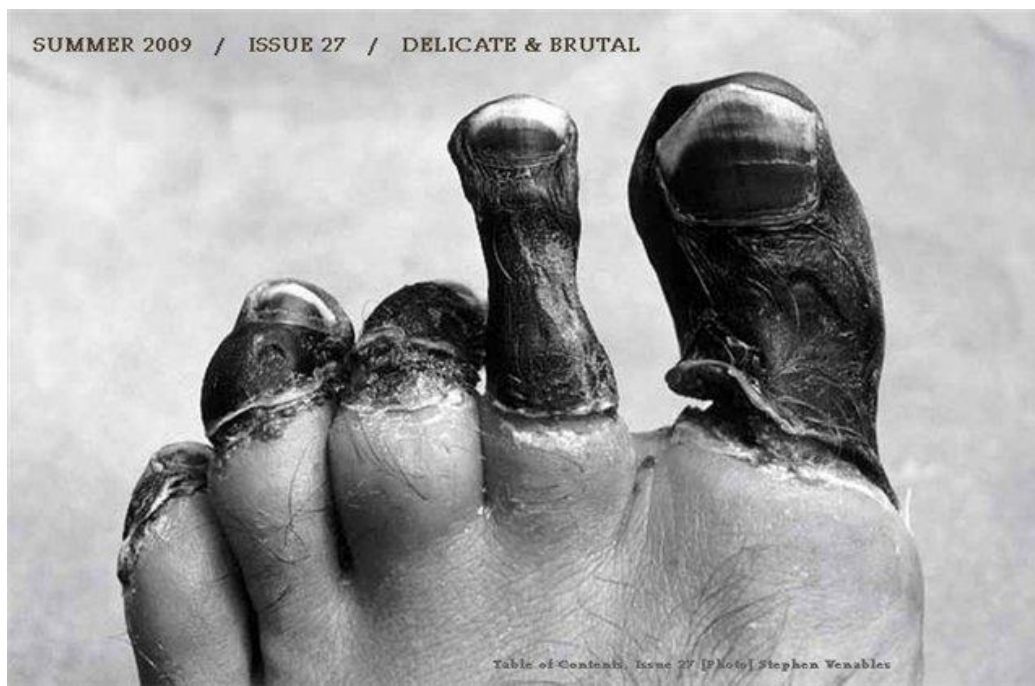 SUMMER 2009 / ISSUE 27 / DELICATE & BRUTAL
Table of Contents, Issue 27 [Photo] Stephen Venables